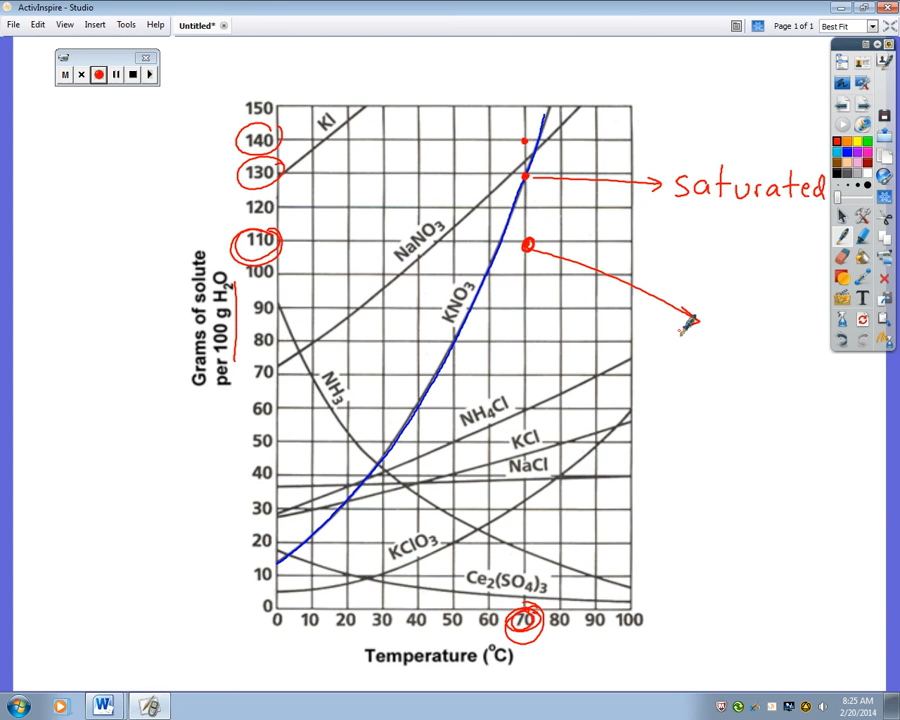 ActivInspire - Studio
File Edit View Insert Tools Help Untitled* Page 1 of 1 Best Fit
150
140
130
120
110
100
90
80
70
60
50
40
30
20
10
0
Grams of solute
per 100 g H₂O
KI
NaNO₃
KNO₃
NH₃
NH₄Cl
KCl
NaCl
KClO₃
Ce₂(SO₄)₃
saturated
0 10 20 30 40 50 60 70 80 90 100
Temperature (°C)
8:25 AM
2/20/2014